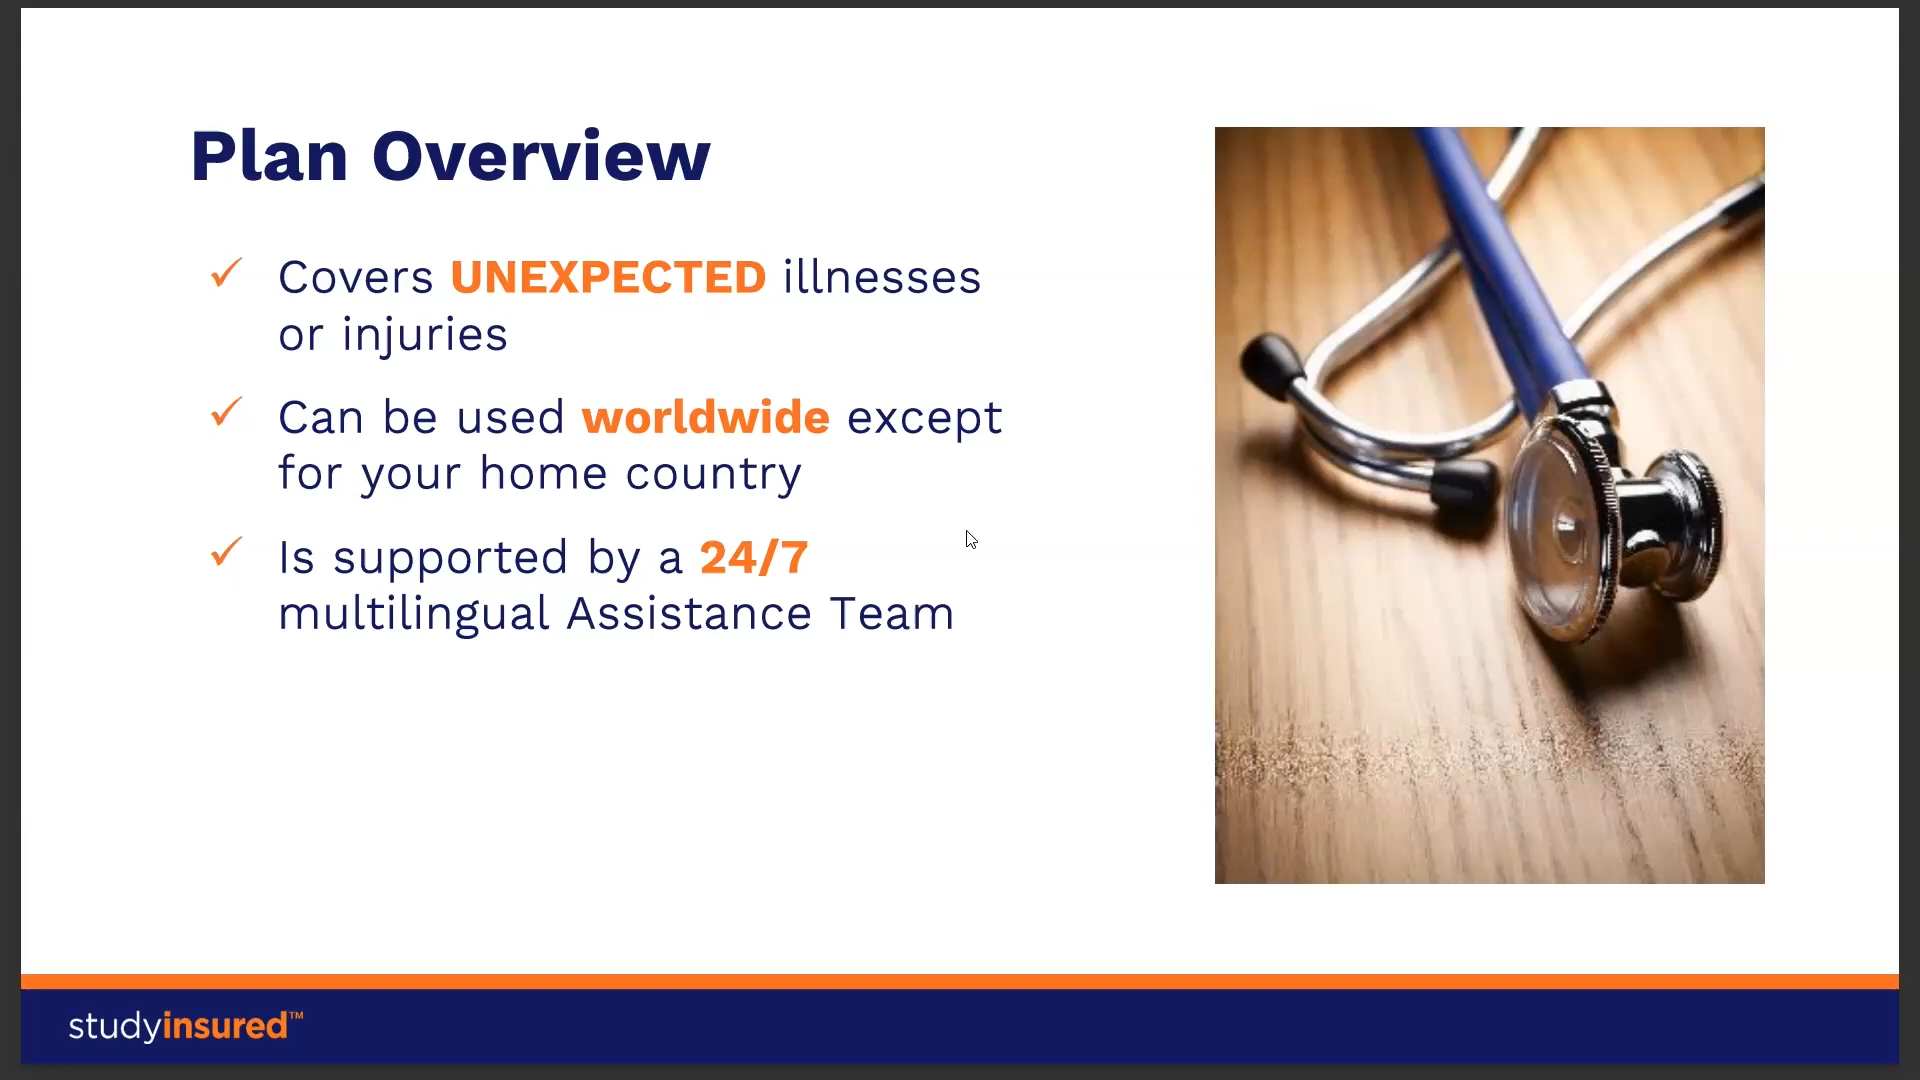 Plan Overview
Covers UNEXPECTED illnesses
or injuries
Can be used worldwide except
for your home country
Is supported by a 24/7
multilingual Assistance Team
studyinsured™